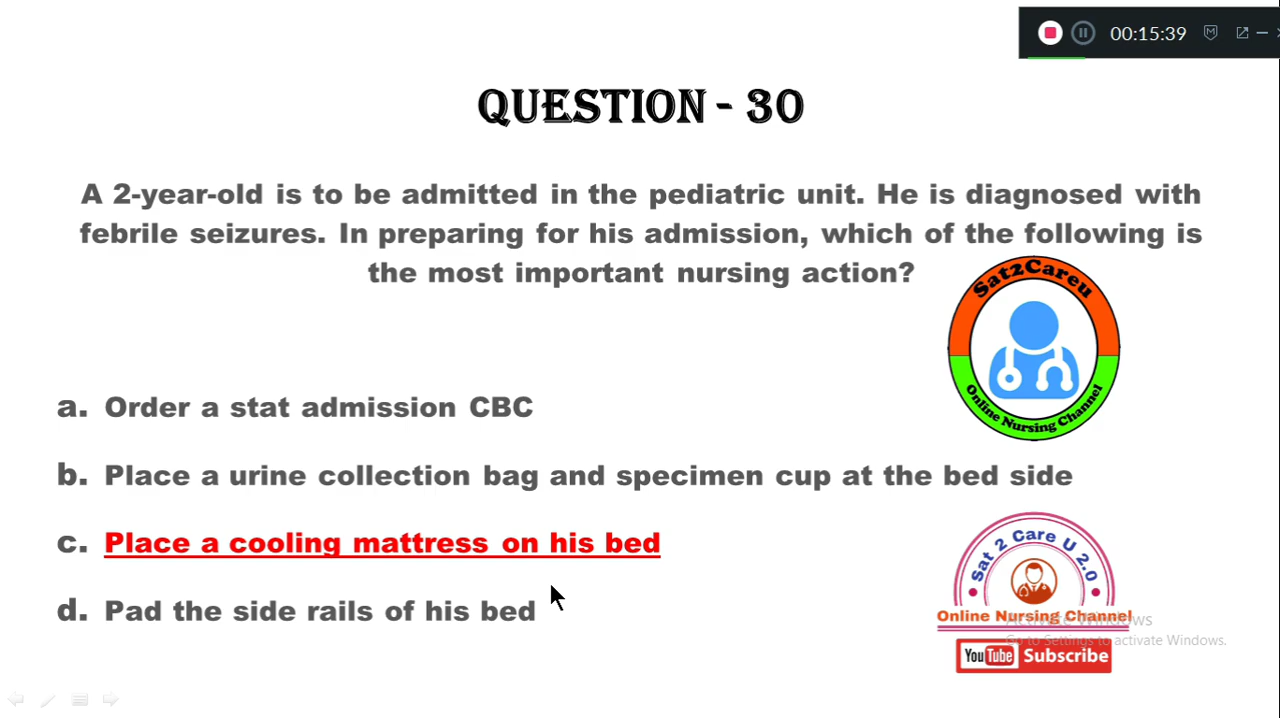 00:15:39
QUESTION - 30
A 2-year-old is to be admitted in the pediatric unit. He is diagnosed with
febrile seizures. In preparing for his admission, which of the following is
the most important nursing action?
Sat2Careu
Online Nursing Channel
a. Order a stat admission CBC
b. Place a urine collection bag and specimen cup at the bed side
c. Place a cooling mattress on his bed
d. Pad the side rails of his bed
Sat 2 Care U 2.0
Online Nursing Channel
Activate Windows
Go to Settings to activate Windows.
YouTube Subscribe